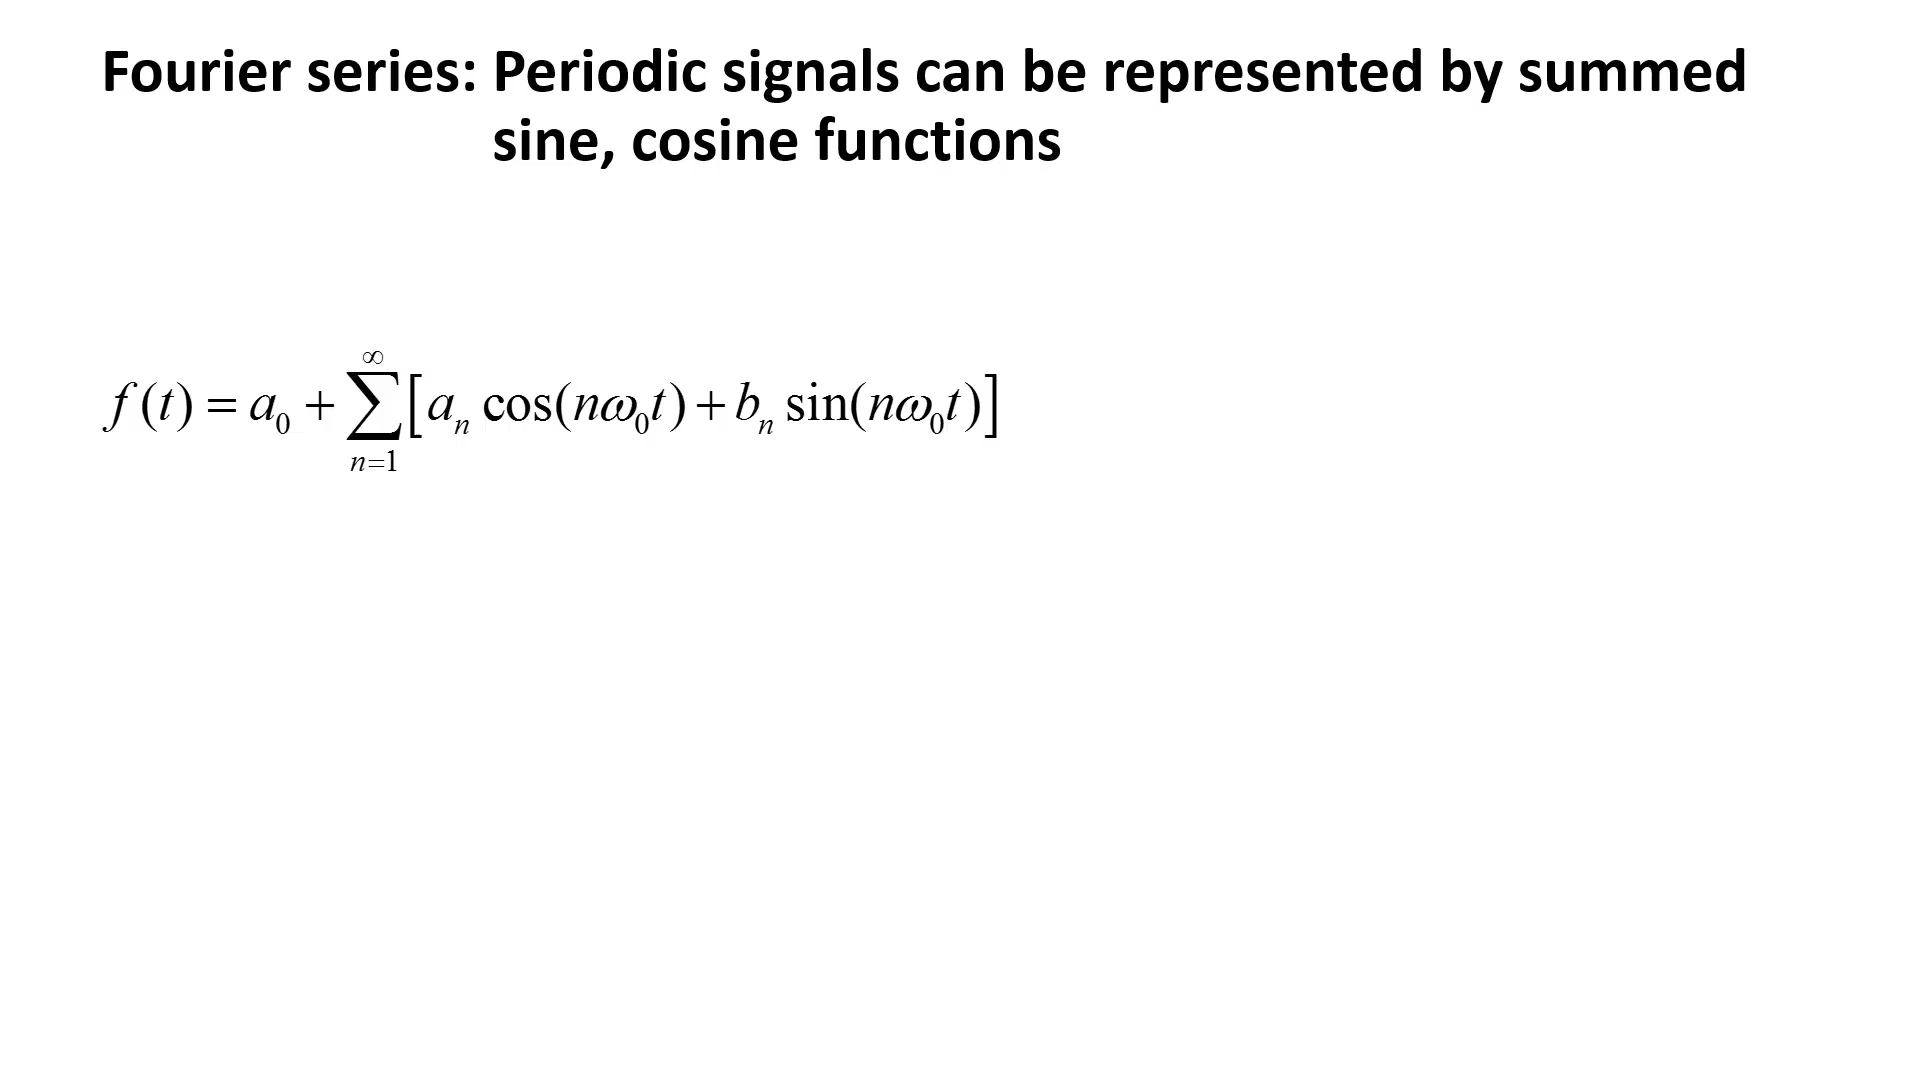 Fourier series: Periodic signals can be represented by summed
sine, cosine functions
f(t) = a₀ + ∑_{n=1}^{∞} [aₙ cos(nω₀t) + bₙ sin(nω₀t)]